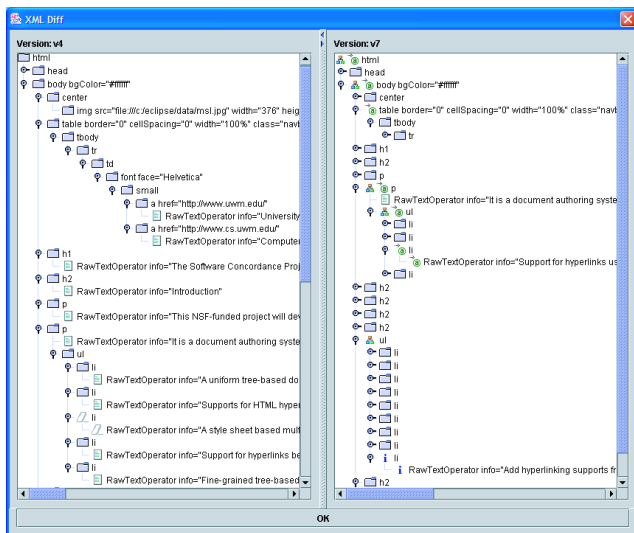 XML Diff
Version: v4
html
head
body bgColor="#ffffff"
center
img src="file:///c:/eclipse/data/msl.jpg" width="376" heig
table border="0" cellSpacing="0" width="100%" class="navb
tbody
tr
td
font face="Helvetica"
small
a href="http://www.uwm.edu/"
RawTextOperator info="University
a href="http://www.cs.uwm.edu/"
RawTextOperator info="Computer
h1
RawTextOperator info="The Software Concordance Proj
h2
RawTextOperator info="Introduction"
p
RawTextOperator info="This NSF-funded project will dev
p
RawTextOperator info="It is a document authoring syste
ul
li
RawTextOperator info="A uniform tree-based do
li
RawTextOperator info="Supports for HTML hyper
li
RawTextOperator info="A style sheet based mult
li
RawTextOperator info="Support for hyperlinks be
li
RawTextOperator info="Fine-grained tree-based
Version: v7
html
head
body bgColor="#ffffff"
center
table border="0" cellSpacing="0" width="100%" class="navb
tbody
tr
h1
h2
p
p
RawTextOperator info="It is a document authoring syste
ul
li
li
li
RawTextOperator info="Support for hyperlinks us
li
h2
h2
h2
h2
ul
li
li
li
li
li
li
li
li
li
RawTextOperator info="Add hyperlinking supports fr
h2
OK